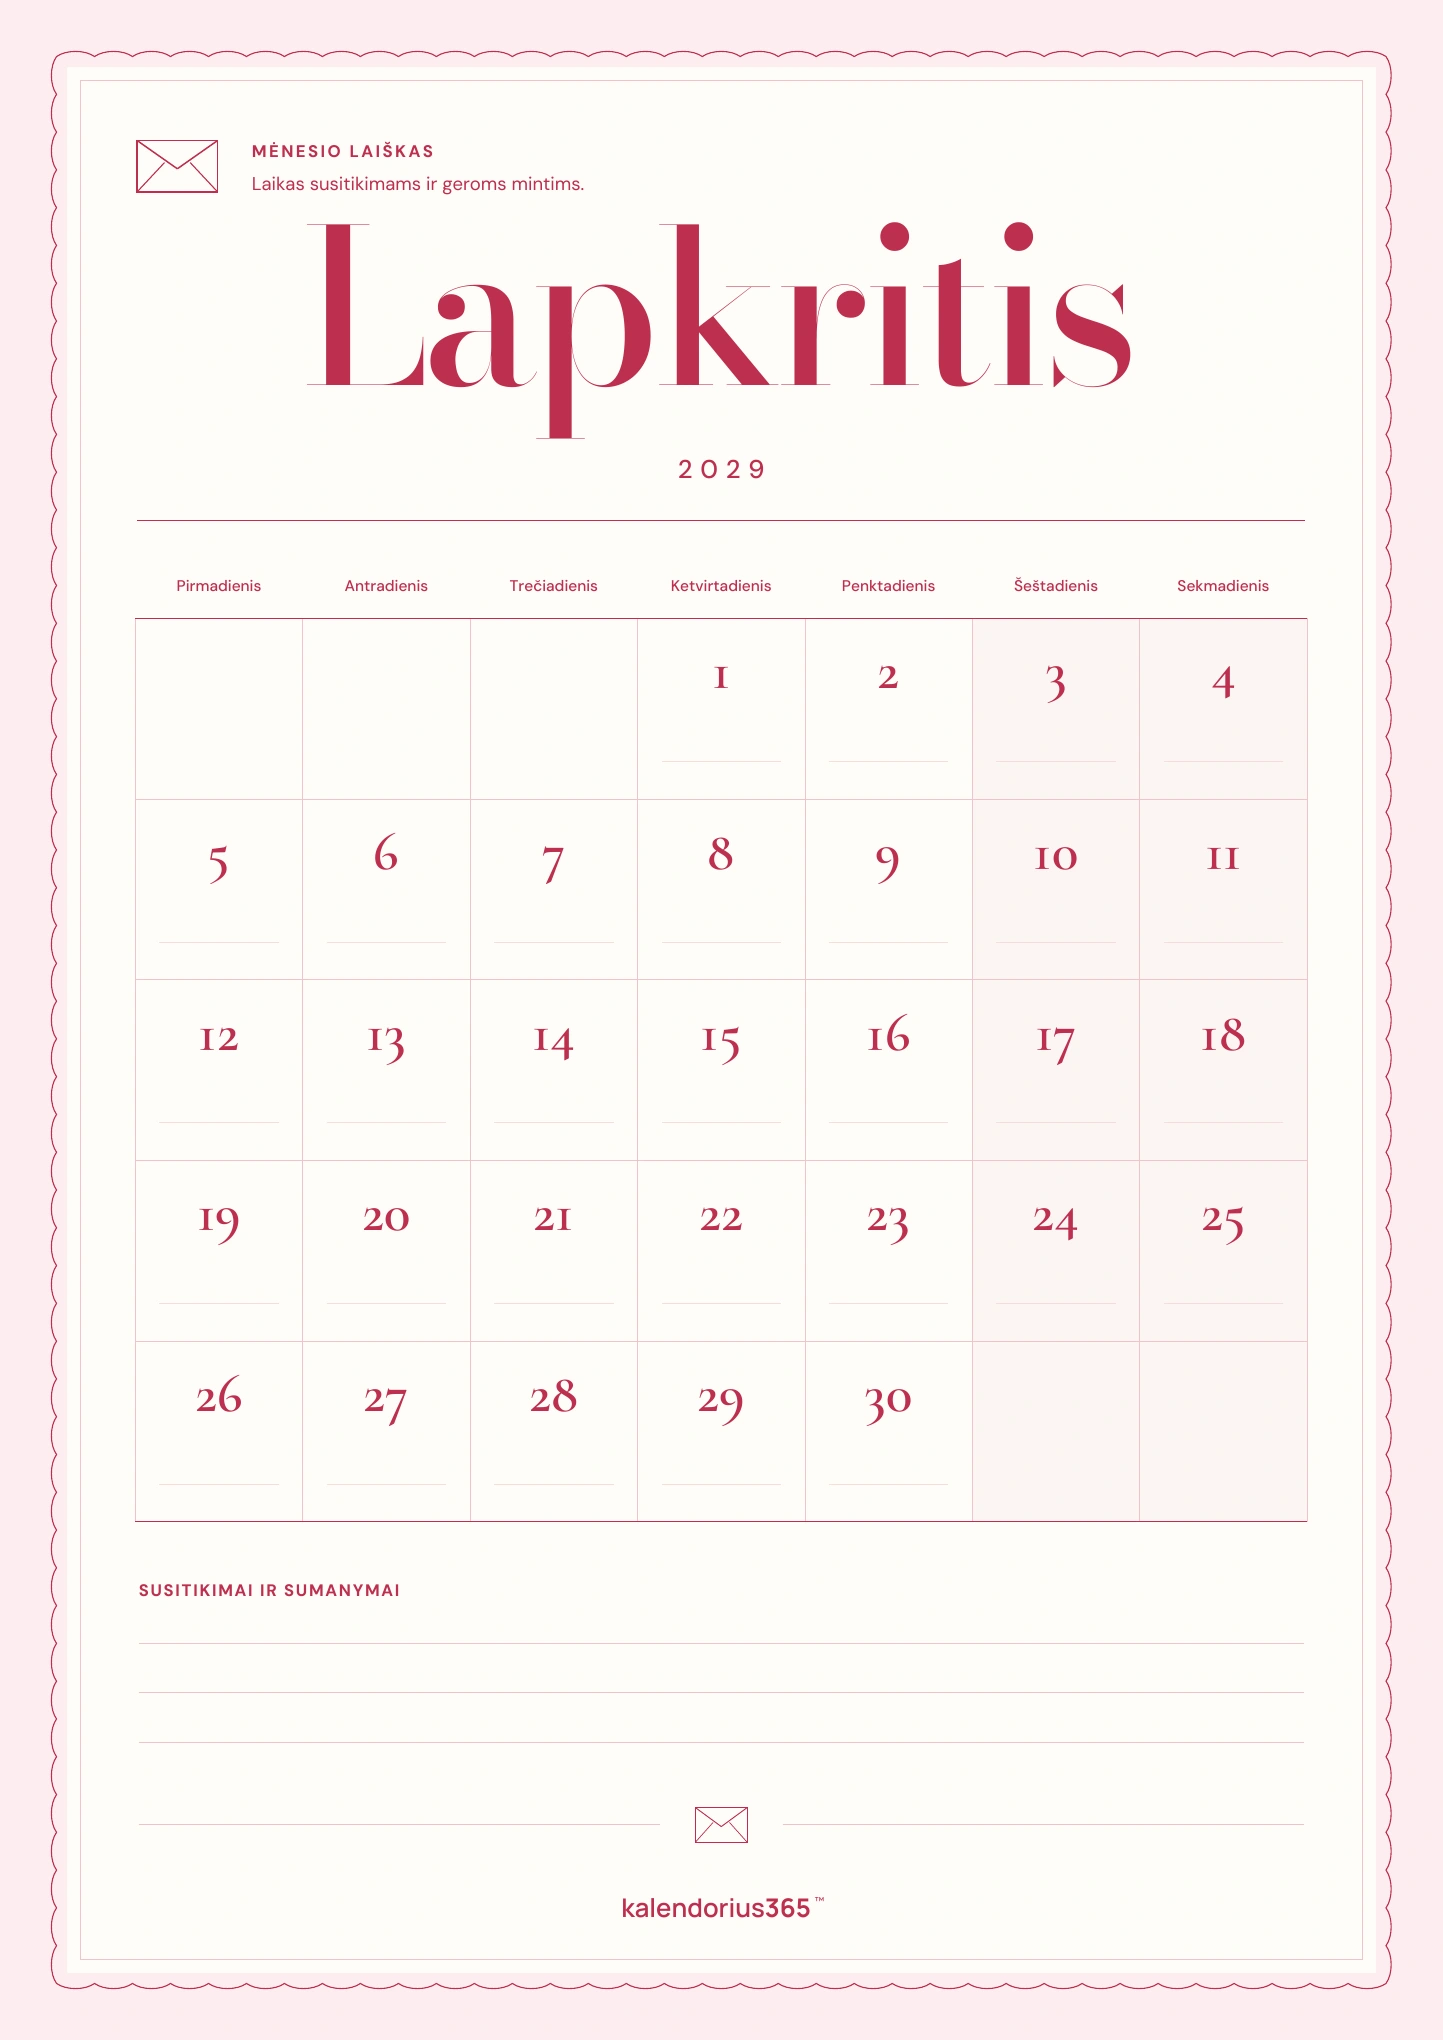 MĖNESIO LAIŠKAS
Laikas susitikimams ir geroms mintims.
Lapkritis
2029
Pirmadienis Antradienis Trečiadienis Ketvirtadienis Penktadienis Šeštadienis Sekmadienis
1 2 3 4
5 6 7 8 9 10 11
12 13 14 15 16 17 18
19 20 21 22 23 24 25
26 27 28 29 30
SUSITIKIMAI IR SUMANYMAI
kalendorius365™